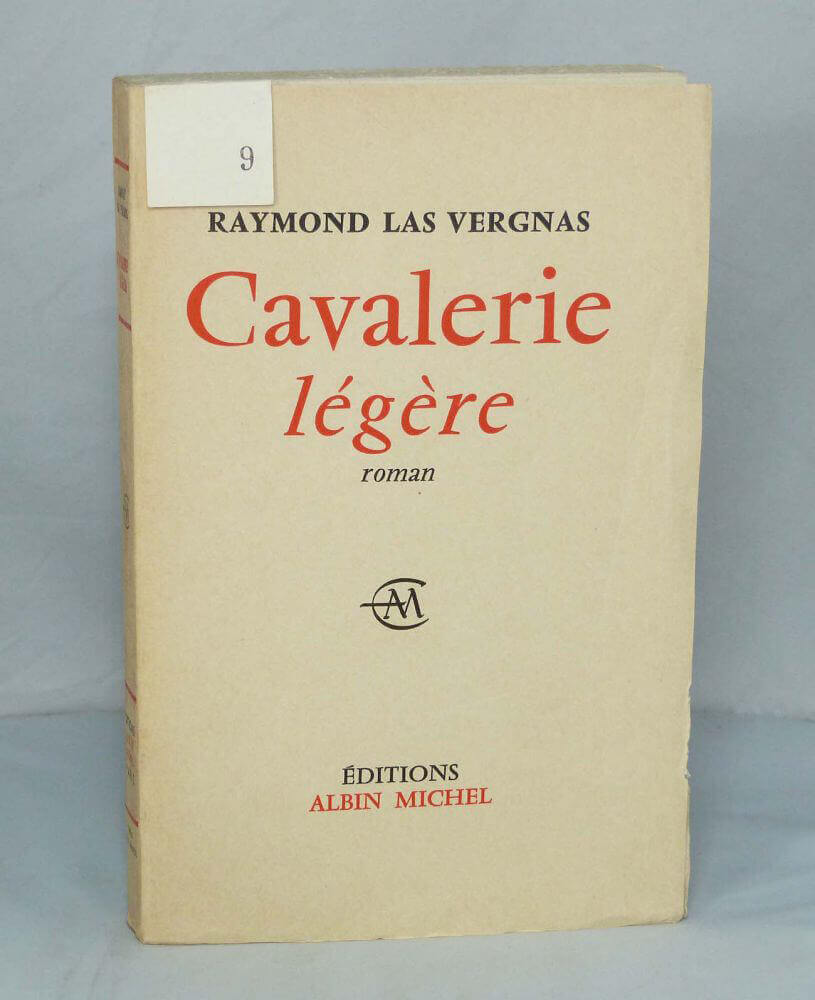 9
RAYMOND LAS VERGNAS
Cavalerie
légère
roman
AM
ÉDITIONS
ALBIN MICHEL